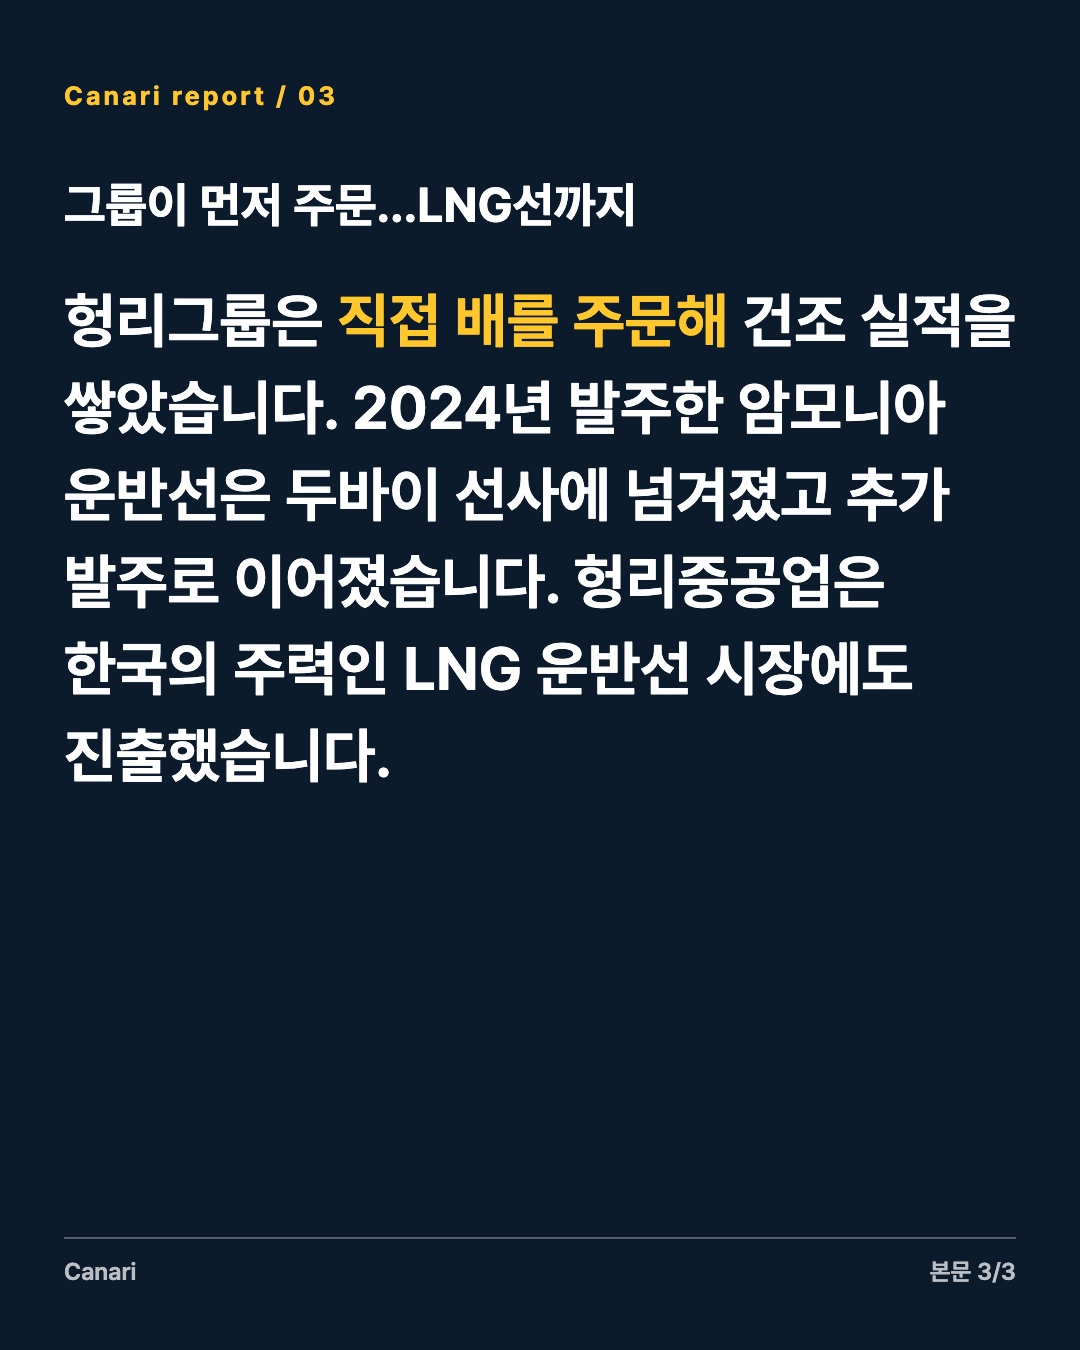 Canari report / 03
그룹이 먼저 주문...LNG선까지
헝리그룹은 직접 배를 주문해 건조 실적을
쌓았습니다. 2024년 발주한 암모니아
운반선은 두바이 선사에 넘겨졌고 추가
발주로 이어졌습니다. 헝리중공업은
한국의 주력인 LNG 운반선 시장에도
진출했습니다.
Canari
본문 3/3